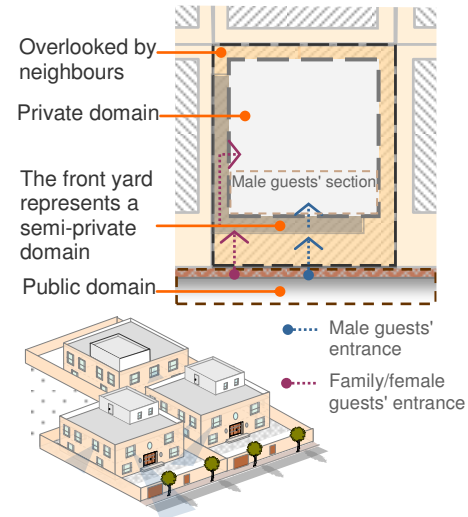 Overlooked by
neighbours
Private domain
Male guests' section
The front yard
represents a
semi-private
domain
Public domain
Male guests'
entrance
Family/female
guests' entrance